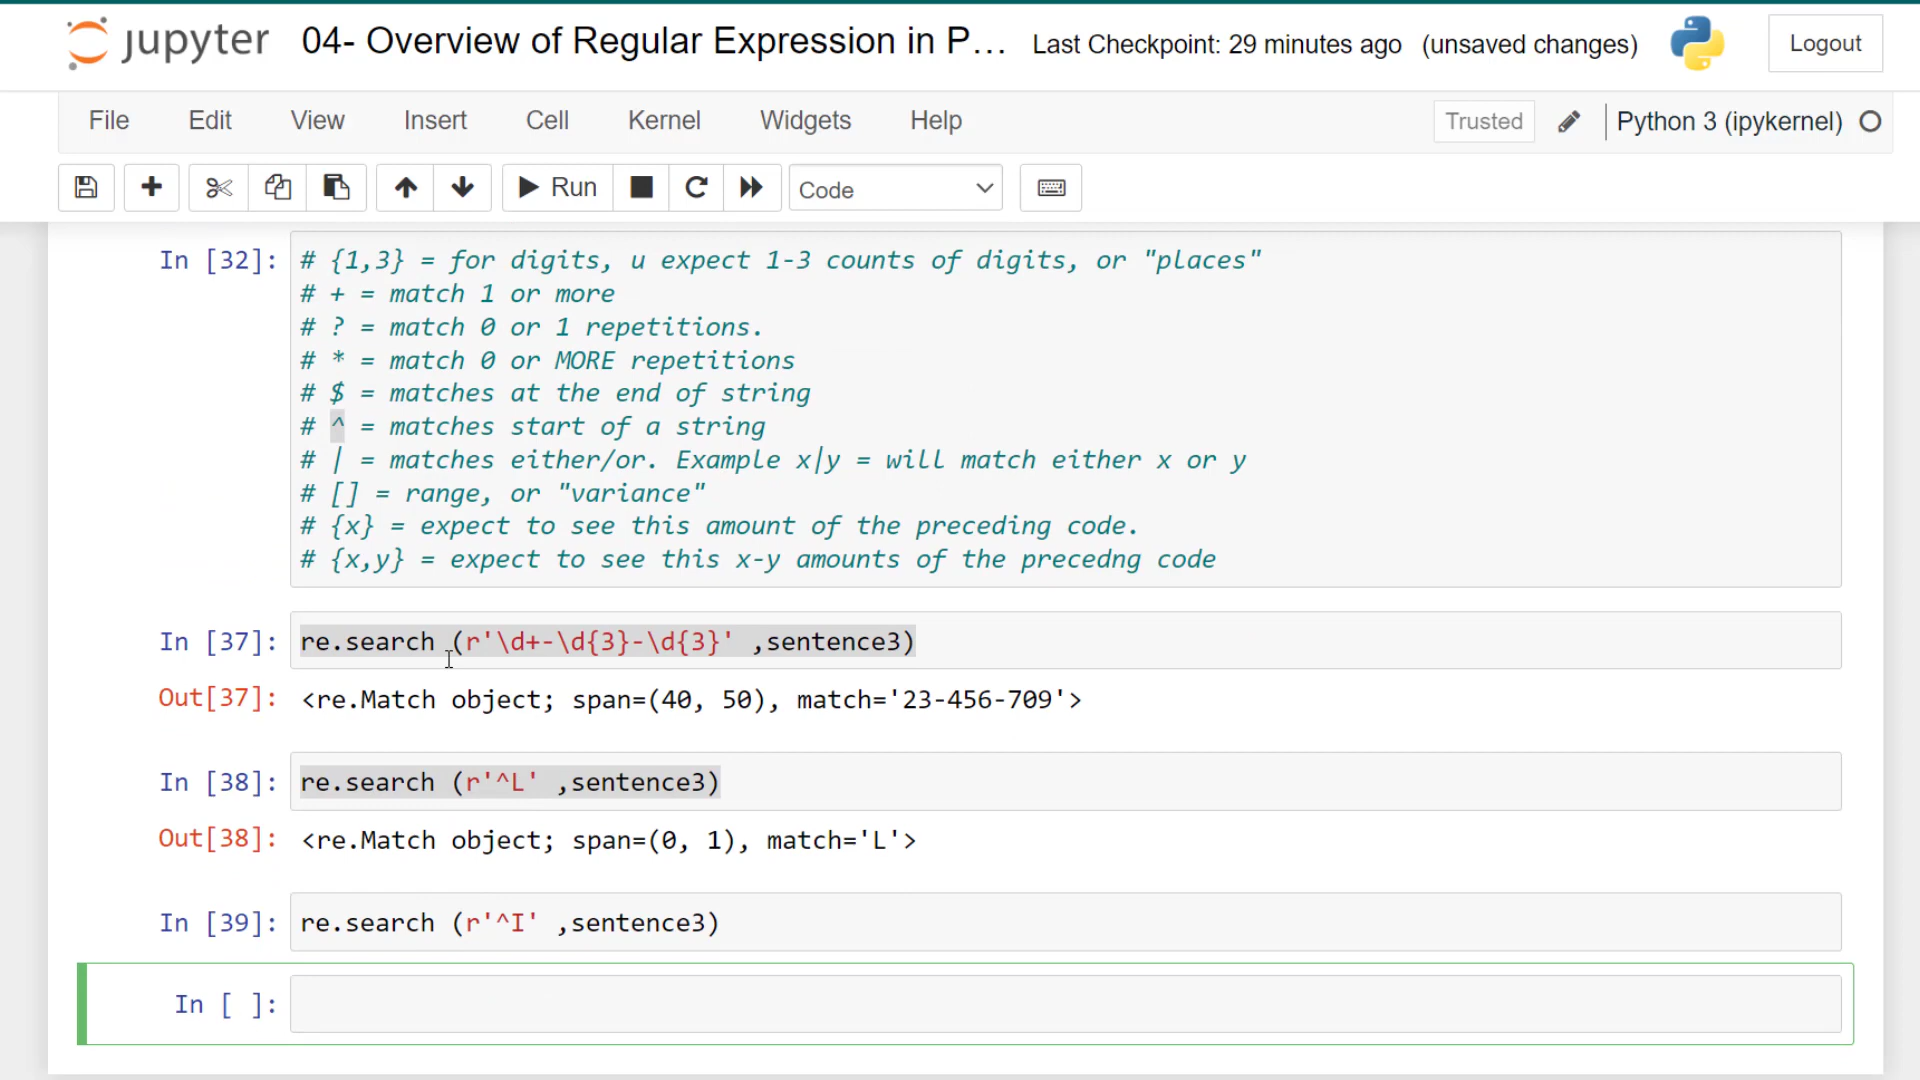 jupyter 04- Overview of Regular Expression in P... Last Checkpoint: 29 minutes ago (unsaved changes) Logout
File Edit View Insert Cell Kernel Widgets Help Trusted Python 3 (ipykernel)
Run Code
In [32]: # {1,3} = for digits, u expect 1-3 counts of digits, or "places"
# + = match 1 or more
# ? = match 0 or 1 repetitions.
# * = match 0 or MORE repetitions
# $ = matches at the end of string
# ^ = matches start of a string
# | = matches either/or. Example x|y = will match either x or y
# [] = range, or "variance"
# {x} = expect to see this amount of the preceding code.
# {x,y} = expect to see this x-y amounts of the precedng code
In [37]: re.search (r'\d+-\d{3}-\d{3}' ,sentence3)
Out[37]: <re.Match object; span=(40, 50), match='23-456-709'>
In [38]: re.search (r'^L' ,sentence3)
Out[38]: <re.Match object; span=(0, 1), match='L'>
In [39]: re.search (r'^I' ,sentence3)
In [ ]: